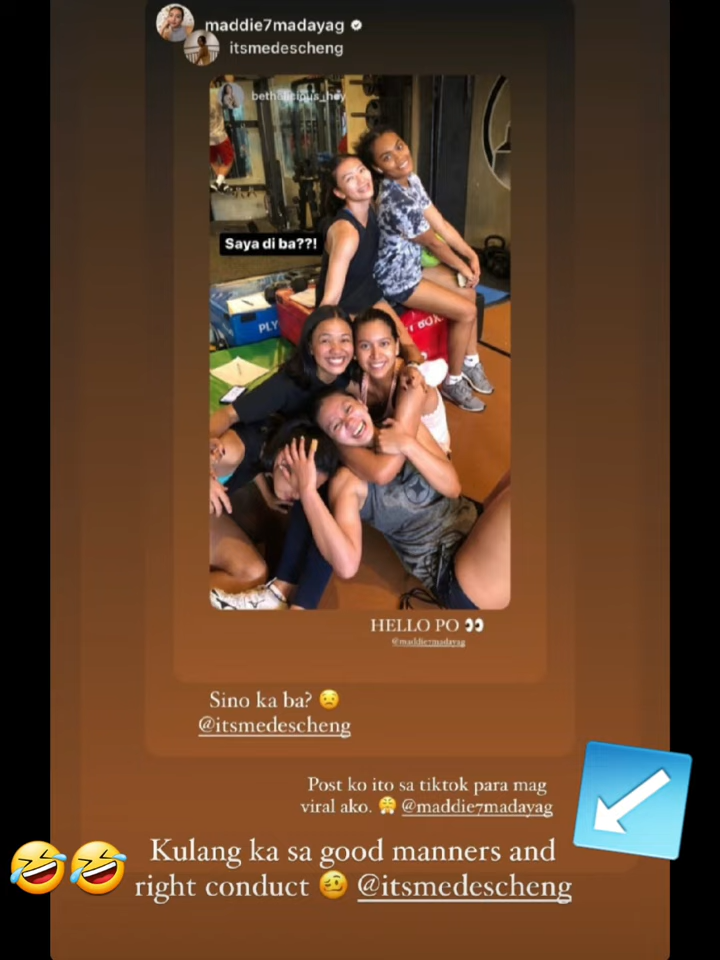 maddie7madayag
itsmedescheng
Saya di ba??!
PLY
BOX
HELLO PO 👀
@maddie7madayag
Sino ka ba? 😟
@itsmedescheng
Post ko ito sa tiktok para mag
viral ako. 😤 @maddie7madayag
Kulang ka sa good manners and
right conduct 🥴 @itsmedescheng